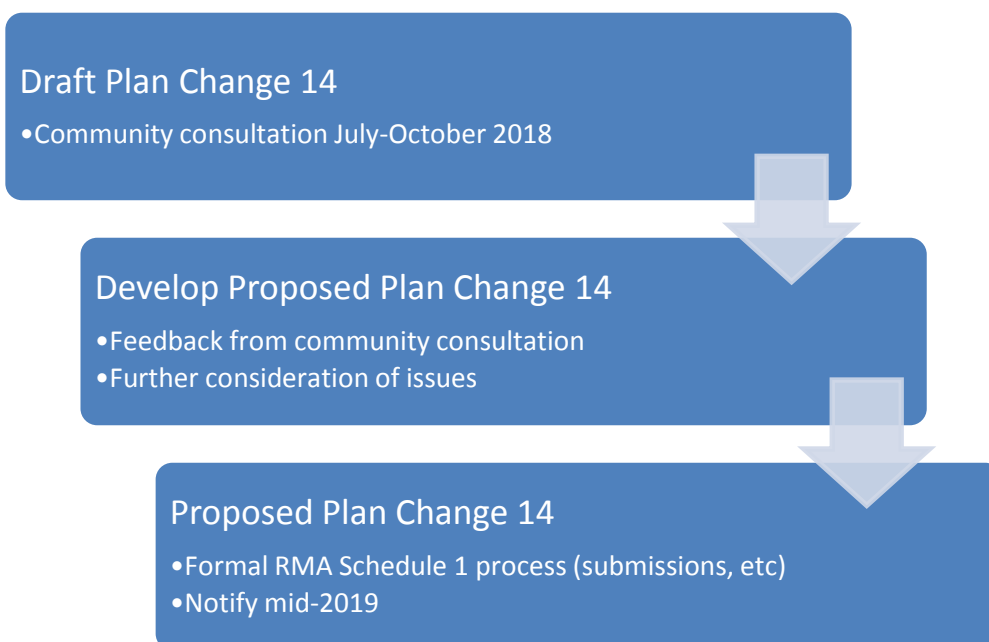 Draft Plan Change 14
•Community consultation July-October 2018
Develop Proposed Plan Change 14
•Feedback from community consultation
•Further consideration of issues
Proposed Plan Change 14
•Formal RMA Schedule 1 process (submissions, etc)
•Notify mid-2019